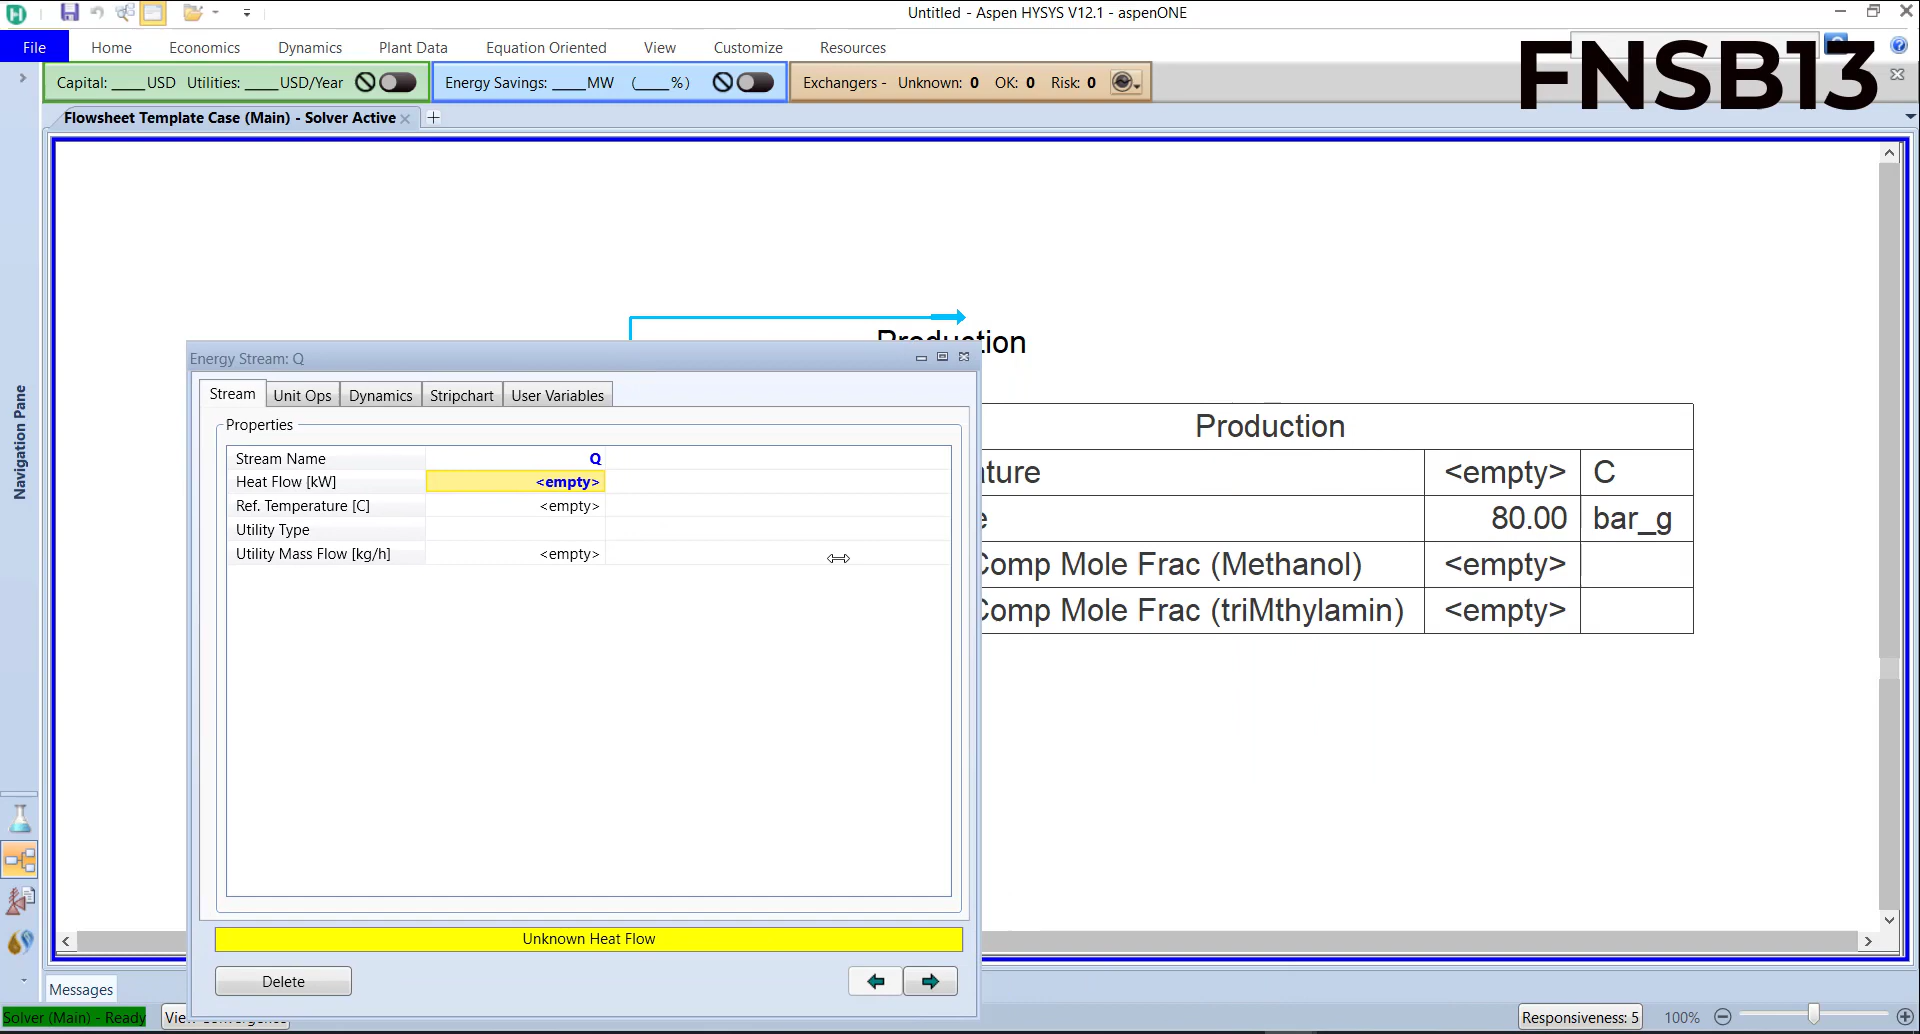 Untitled - Aspen HYSYS V12.1 - aspenONE
File Home Economics Dynamics Plant Data Equation Oriented View Customize Resources
FNSB13
Capital: ____USD Utilities: ____USD/Year
Energy Savings: ____MW (____%)
Exchangers - Unknown: 0 OK: 0 Risk: 0
Flowsheet Template Case (Main) - Solver Active
Navigation Pane
Production
Energy Stream: Q
Stream Unit Ops Dynamics Stripchart User Variables
Properties
Stream Name Q
Heat Flow [kW] <empty>
Ref. Temperature [C] <empty>
Utility Type
Utility Mass Flow [kg/h] <empty>
Unknown Heat Flow
Delete
Production
<empty> C
80.00 bar_g
Comp Mole Frac (Methanol) <empty>
Comp Mole Frac (triMthylamin) <empty>
Messages
Solver (Main) - Ready
Responsiveness: 5 100%